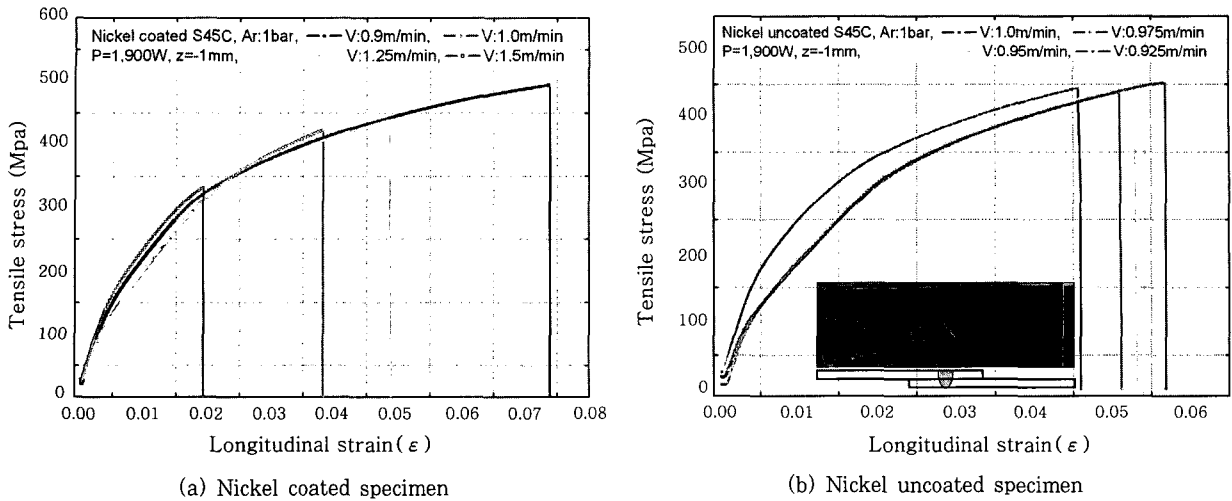 Nickel coated S45C, Ar:1bar V:0.9m/min, V:1.0m/min
P=1,900W, z=-1mm, V:1.25m/min, V:1.5m/min
600
500
400
300
200
100
0
Tensile stress (Mpa)
0.00 0.01 0.02 0.03 0.04 0.05 0.06 0.07 0.08
Longitudinal strain(ε)
(a) Nickel coated specimen
Nickel uncoated S45C, Ar:1bar V:1.0m/min, V:0.975m/min
P=1,900W, z=-1mm, V:0.95m/min, V:0.925m/min
500
400
300
200
100
0
Tensile stress (Mpa)
0.00 0.01 0.02 0.03 0.04 0.05 0.06
Longitudinal strain(ε)
(b) Nickel uncoated specimen